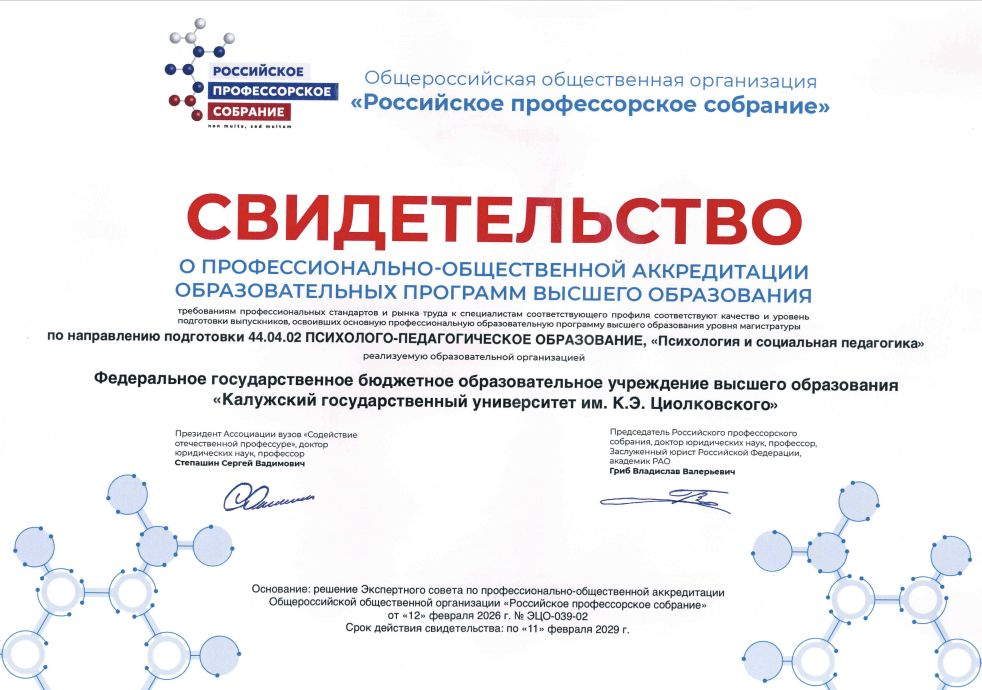 РОССИЙСКОЕ
ПРОФЕССОРСКОЕ
СОБРАНИЕ
non multa, sed multum
Общероссийская общественная организация
«Российское профессорское собрание»
СВИДЕТЕЛЬСТВО
О ПРОФЕССИОНАЛЬНО-ОБЩЕСТВЕННОЙ АККРЕДИТАЦИИ
ОБРАЗОВАТЕЛЬНЫХ ПРОГРАММ ВЫСШЕГО ОБРАЗОВАНИЯ
требованиям профессиональных стандартов и рынка труда к специалистам соответствующего профиля соответствуют качество и уровень
подготовки выпускников, освоивших основную профессиональную образовательную программу высшего образования уровня магистратуры
по направлению подготовки 44.04.02 ПСИХОЛОГО-ПЕДАГОГИЧЕСКОЕ ОБРАЗОВАНИЕ, «Психология и социальная педагогика»
реализуемую образовательной организацией
Федеральное государственное бюджетное образовательное учреждение высшего образования
«Калужский государственный университет им. К.Э. Циолковского»
Президент Ассоциации вузов «Содействие
отечественной профессуре», доктор
юридических наук, профессор
Степашин Сергей Вадимович
Председатель Российского профессорского
собрания, доктор юридических наук, профессор,
Заслуженный юрист Российской Федерации,
академик РАО
Гриб Владислав Валерьевич
Основание: решение Экспертного совета по профессионально-общественной аккредитации
Общероссийской общественной организации «Российское профессорское собрание»
от «12» февраля 2026 г. № ЭЦО-039-02
Срок действия свидетельства: по «11» февраля 2029 г.